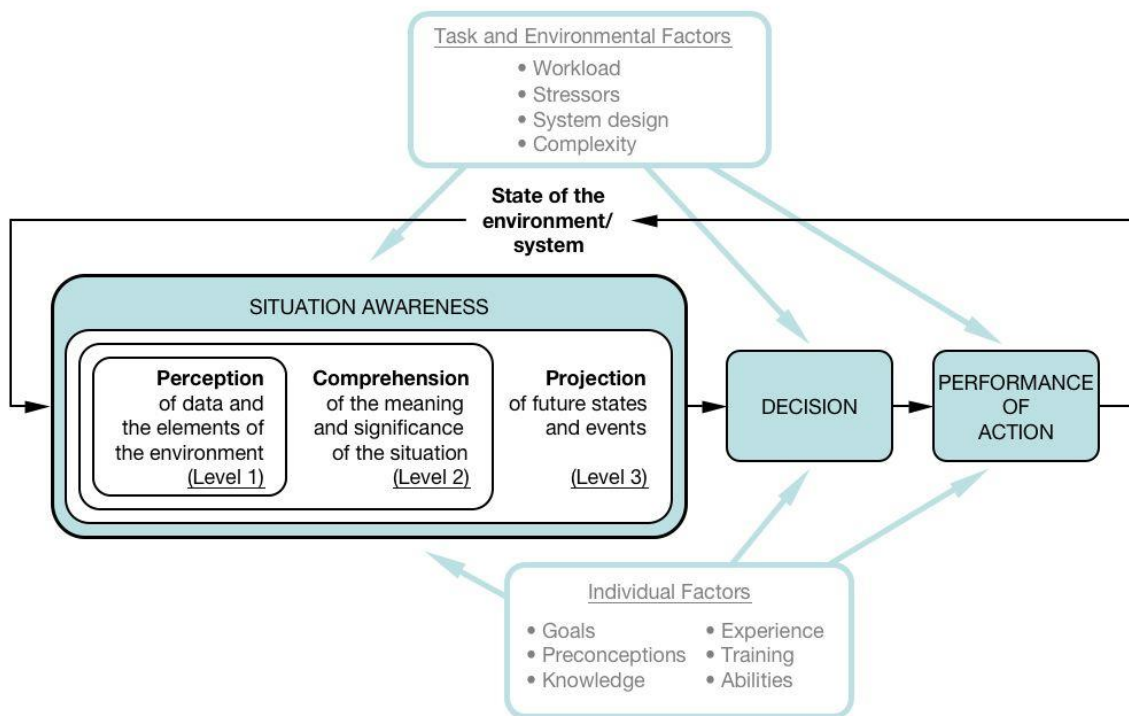 Task and Environmental Factors
• Workload
• Stressors
• System design
• Complexity
State of the
environment/
system
SITUATION AWARENESS
Perception
of data and
the elements of
the environment
(Level 1)
Comprehension
of the meaning
and significance
of the situation
(Level 2)
Projection
of future states
and events
(Level 3)
DECISION
PERFORMANCE
OF
ACTION
Individual Factors
• Goals
• Preconceptions
• Knowledge
• Experience
• Training
• Abilities